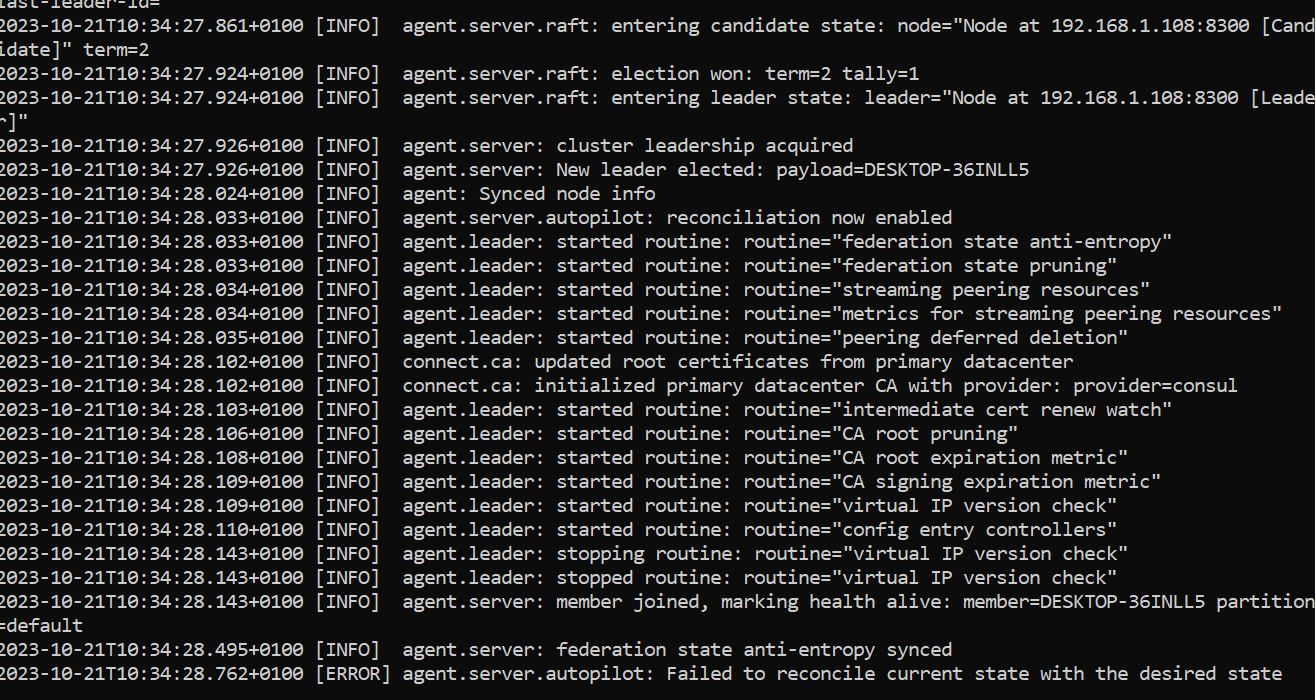 last-leader-id=
2023-10-21T10:34:27.861+0100 [INFO]  agent.server.raft: entering candidate state: node="Node at 192.168.1.108:8300 [Cand
idate]" term=2
2023-10-21T10:34:27.924+0100 [INFO]  agent.server.raft: election won: term=2 tally=1
2023-10-21T10:34:27.924+0100 [INFO]  agent.server.raft: entering leader state: leader="Node at 192.168.1.108:8300 [Leade
r]"
2023-10-21T10:34:27.926+0100 [INFO]  agent.server: cluster leadership acquired
2023-10-21T10:34:27.926+0100 [INFO]  agent.server: New leader elected: payload=DESKTOP-36INLL5
2023-10-21T10:34:28.024+0100 [INFO]  agent: Synced node info
2023-10-21T10:34:28.033+0100 [INFO]  agent.server.autopilot: reconciliation now enabled
2023-10-21T10:34:28.033+0100 [INFO]  agent.leader: started routine: routine="federation state anti-entropy"
2023-10-21T10:34:28.033+0100 [INFO]  agent.leader: started routine: routine="federation state pruning"
2023-10-21T10:34:28.034+0100 [INFO]  agent.leader: started routine: routine="streaming peering resources"
2023-10-21T10:34:28.034+0100 [INFO]  agent.leader: started routine: routine="metrics for streaming peering resources"
2023-10-21T10:34:28.035+0100 [INFO]  agent.leader: started routine: routine="peering deferred deletion"
2023-10-21T10:34:28.102+0100 [INFO]  connect.ca: updated root certificates from primary datacenter
2023-10-21T10:34:28.102+0100 [INFO]  connect.ca: initialized primary datacenter CA with provider: provider=consul
2023-10-21T10:34:28.103+0100 [INFO]  agent.leader: started routine: routine="intermediate cert renew watch"
2023-10-21T10:34:28.106+0100 [INFO]  agent.leader: started routine: routine="CA root pruning"
2023-10-21T10:34:28.108+0100 [INFO]  agent.leader: started routine: routine="CA root expiration metric"
2023-10-21T10:34:28.109+0100 [INFO]  agent.leader: started routine: routine="CA signing expiration metric"
2023-10-21T10:34:28.109+0100 [INFO]  agent.leader: started routine: routine="virtual IP version check"
2023-10-21T10:34:28.110+0100 [INFO]  agent.leader: started routine: routine="config entry controllers"
2023-10-21T10:34:28.143+0100 [INFO]  agent.leader: stopping routine: routine="virtual IP version check"
2023-10-21T10:34:28.143+0100 [INFO]  agent.leader: stopped routine: routine="virtual IP version check"
2023-10-21T10:34:28.143+0100 [INFO]  agent.server: member joined, marking health alive: member=DESKTOP-36INLL5 partition
=default
2023-10-21T10:34:28.495+0100 [INFO]  agent.server: federation state anti-entropy synced
2023-10-21T10:34:28.762+0100 [ERROR] agent.server.autopilot: Failed to reconcile current state with the desired state